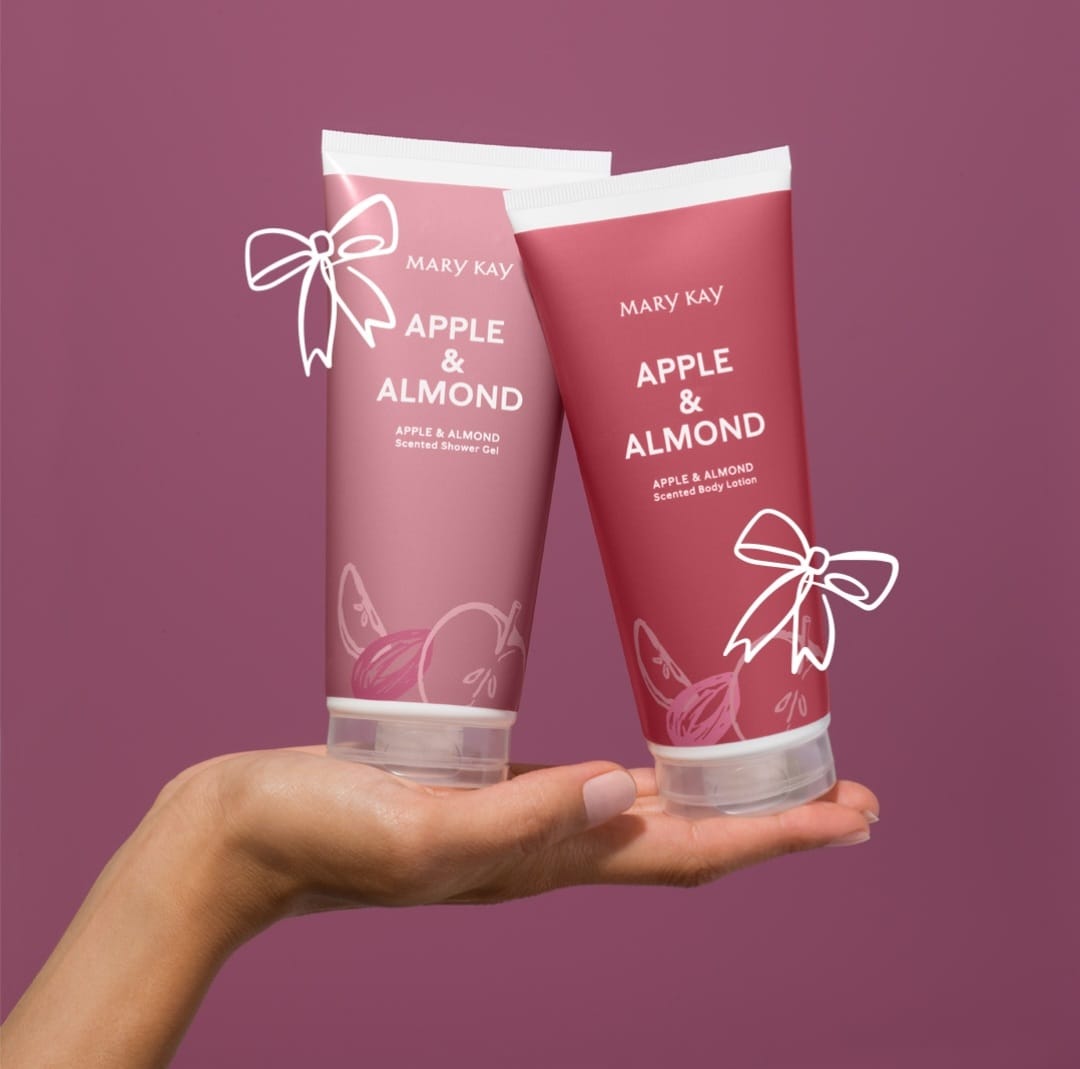 MARY KAY
APPLE
&
ALMOND
APPLE & ALMOND
Scented Shower Gel
MARY KAY
APPLE
&
ALMOND
APPLE & ALMOND
Scented Body Lotion